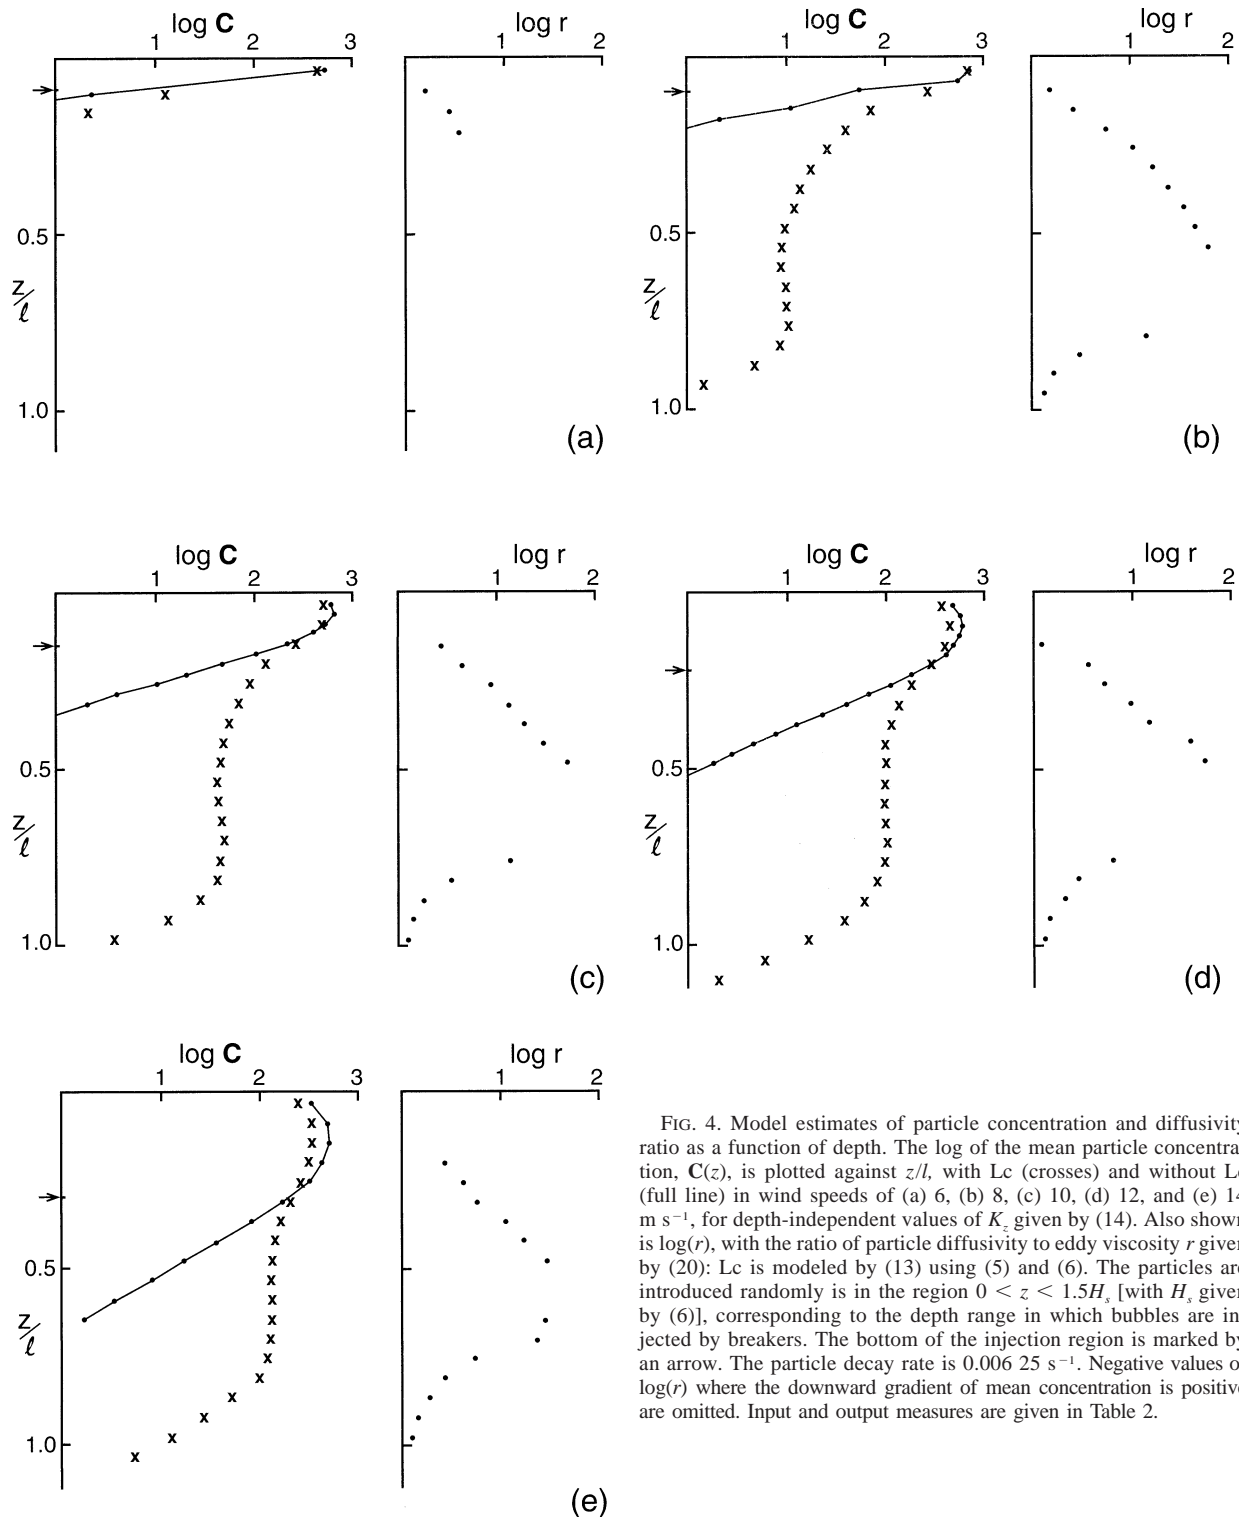 log C
log r
1 2 3
1 2
0.5
z/ℓ
1.0
(a)
log C
log r
1 2 3
1 2
0.5
z/ℓ
1.0
(b)
log C
log r
1 2 3
1 2
0.5
z/ℓ
1.0
(c)
log C
log r
1 2 3
1 2
0.5
z/ℓ
1.0
(d)
log C
log r
1 2 3
1 2
0.5
z/ℓ
1.0
(e)
FIG. 4. Model estimates of particle concentration and diffusivity
ratio as a function of depth. The log of the mean particle concentra
tion, C(z), is plotted against z/l, with Lc (crosses) and without Lc
(full line) in wind speeds of (a) 6, (b) 8, (c) 10, (d) 12, and (e) 14
m s⁻¹, for depth-independent values of K_z given by (14). Also shown
is log(r), with the ratio of particle diffusivity to eddy viscosity r given
by (20): Lc is modeled by (13) using (5) and (6). The particles are
introduced randomly is in the region 0 < z < 1.5H_s [with H_s given
by (6)], corresponding to the depth range in which bubbles are in
jected by breakers. The bottom of the injection region is marked by
an arrow. The particle decay rate is 0.006 25 s⁻¹. Negative values o
log(r) where the downward gradient of mean concentration is positive
are omitted. Input and output measures are given in Table 2.